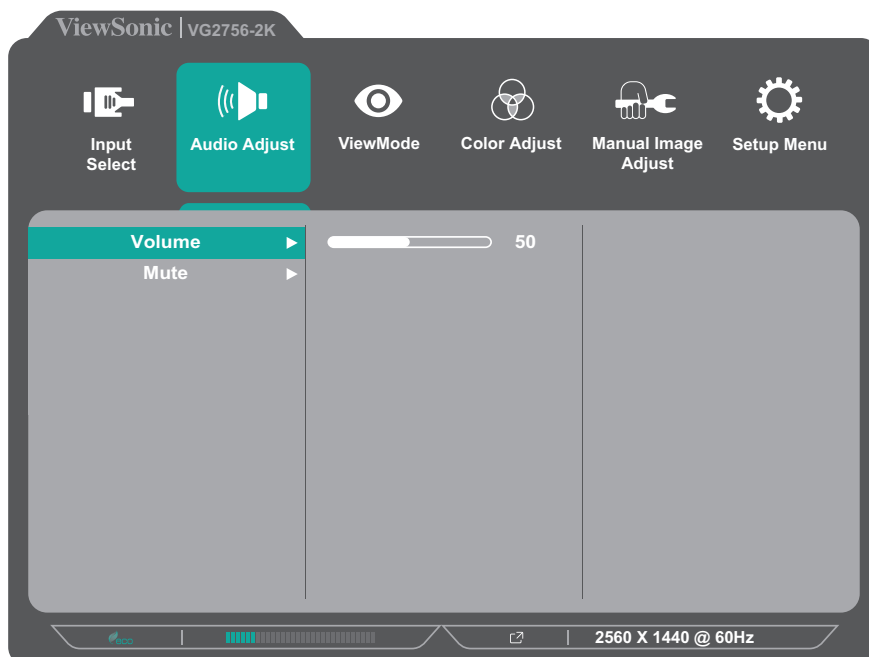 ViewSonic | VG2756-2K
Input Select
Audio Adjust
ViewMode
Color Adjust
Manual Image Adjust
Setup Menu
Volume 50
Mute
eco
2560 X 1440 @ 60Hz